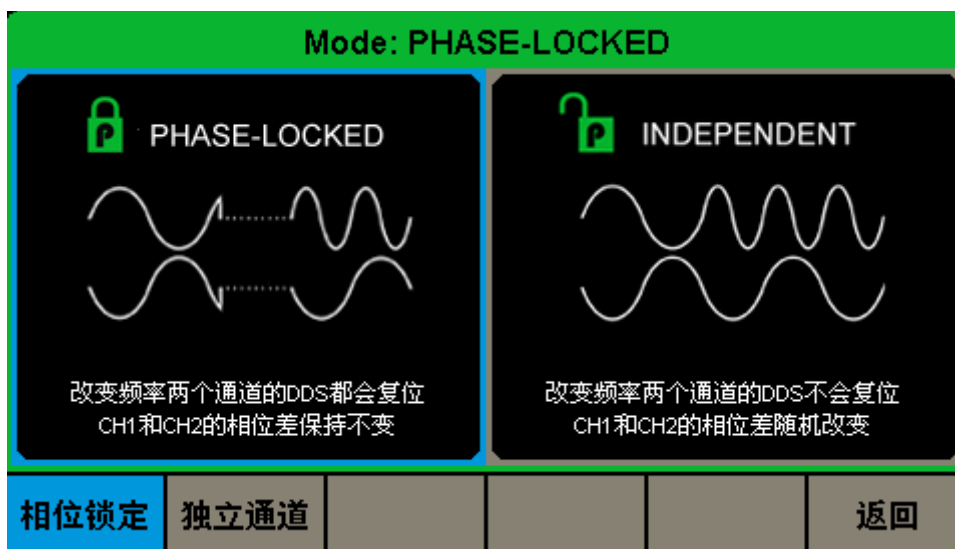 Mode: PHASE-LOCKED
P PHASE-LOCKED
改变频率两个通道的DDS都会复位
CH1和CH2的相位差保持不变
P INDEPENDENT
改变频率两个通道的DDS不会复位
CH1和CH2的相位差随机改变
相位锁定 独立通道 返回